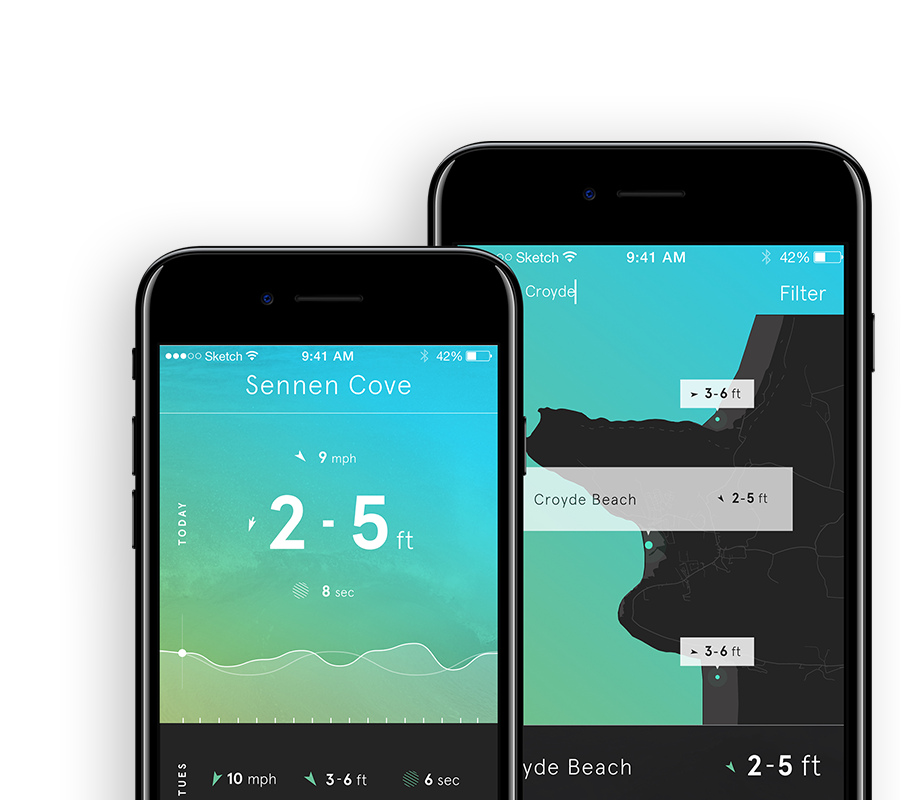 Sketch 9:41 AM 42%
Sennen Cove
9 mph
TODAY
2 - 5 ft
8 sec
TUES
10 mph 3-6 ft 6 sec
Sketch 9:41 AM 42%
Croyde Filter
3-6 ft
Croyde Beach 2-5 ft
3-6 ft
yde Beach 2-5 ft